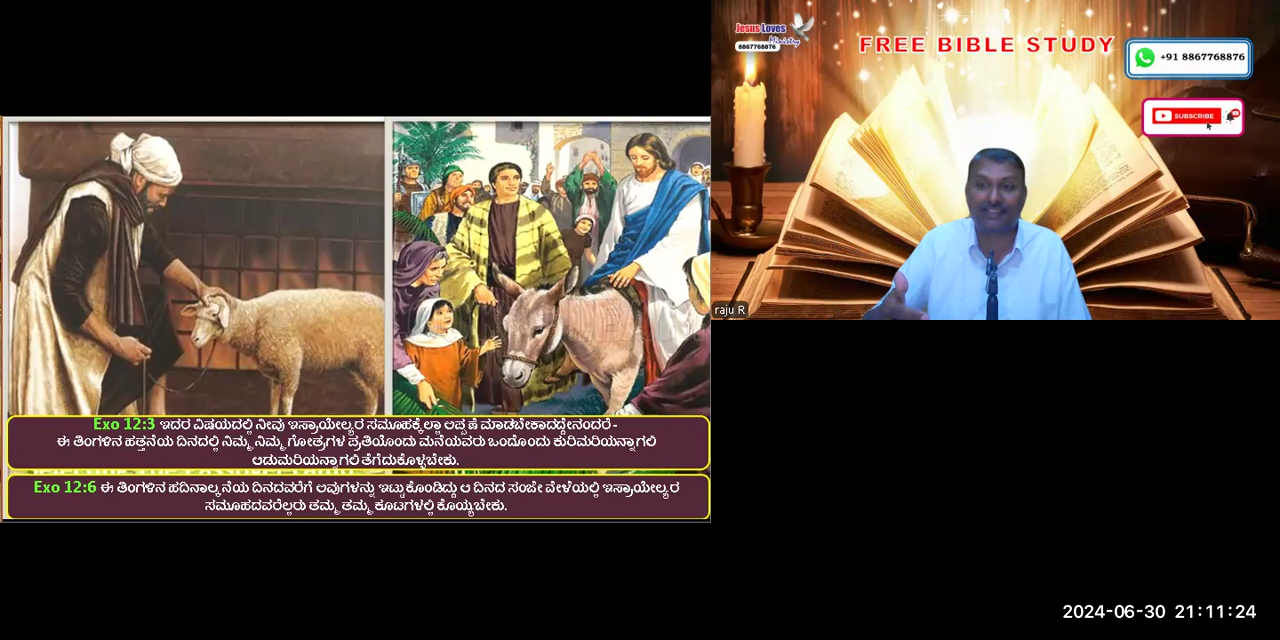 Exo 12:3 ಇದರ ವಿಷಯದಲ್ಲಿ ನೀವು ಇಸ್ರಾಯೇಲ್ಯರ ಸಮೂಹಕ್ಕೆಲ್ಲಾ ಅಪ್ಪಣೆ ಮಾಡಬೇಕಾದದ್ದೇನಂದರೆ -
ಈ ತಿಂಗಳಿನ ಹತ್ತನೆಯ ದಿನದಲ್ಲಿ ನಿಮ್ಮ ನಿಮ್ಮ ಗೋತ್ರಗಳ ಪ್ರತಿಯೊಂದು ಮನೆಯವರು ಒಂದೊಂದು ಕುರಿಮರಿಯನ್ನಾಗಲಿ
ಆಡುಮರಿಯನ್ನಾಗಲಿ ತೆಗೆದುಕೊಳ್ಳಬೇಕು.
Exo 12:6 ಈ ತಿಂಗಳಿನ ಹದಿನಾಲ್ಕನೆಯ ದಿನದವರೆಗೆ ಅವುಗಳನ್ನು ಇಟ್ಟುಕೊಂಡಿದ್ದು ಆ ದಿನದ ಸಂಜೇ ವೇಳೆಯಲ್ಲಿ ಇಸ್ರಾಯೇಲ್ಯರ
ಸಮೂಹದವರೆಲ್ಲರು ತಮ್ಮ ತಮ್ಮ ಕೂಟಗಳಲ್ಲಿ ಕೊಯ್ಯಬೇಕು.
Jesus Loves
Ministry
8867768876
FREE BIBLE STUDY
+91 8867768876
SUBSCRIBE
raju R
2024-06-30 21:11:24